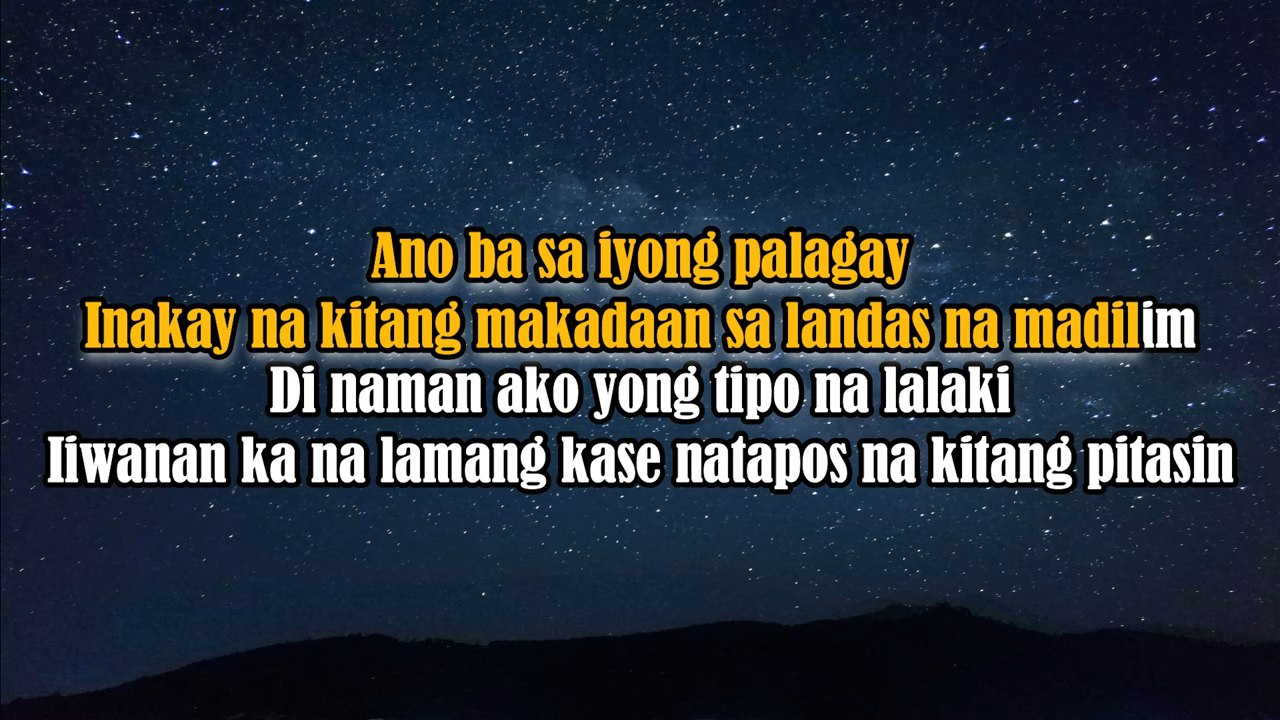 Ano ba sa iyong palagay
Inakay na kitang makadaan sa landas na madilim
Di naman ako yong tipo na lalaki
Iiwanan ka na lamang kase natapos na kitang pitasin